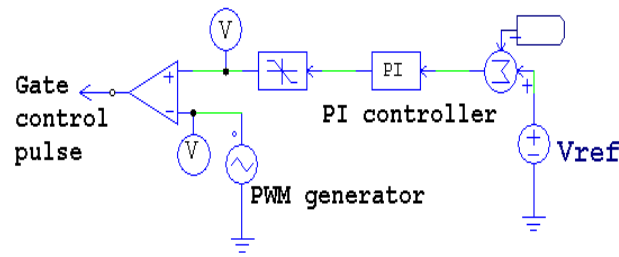 V
PI
Gate
control
pulse
PI controller
V
Vref
PWM generator